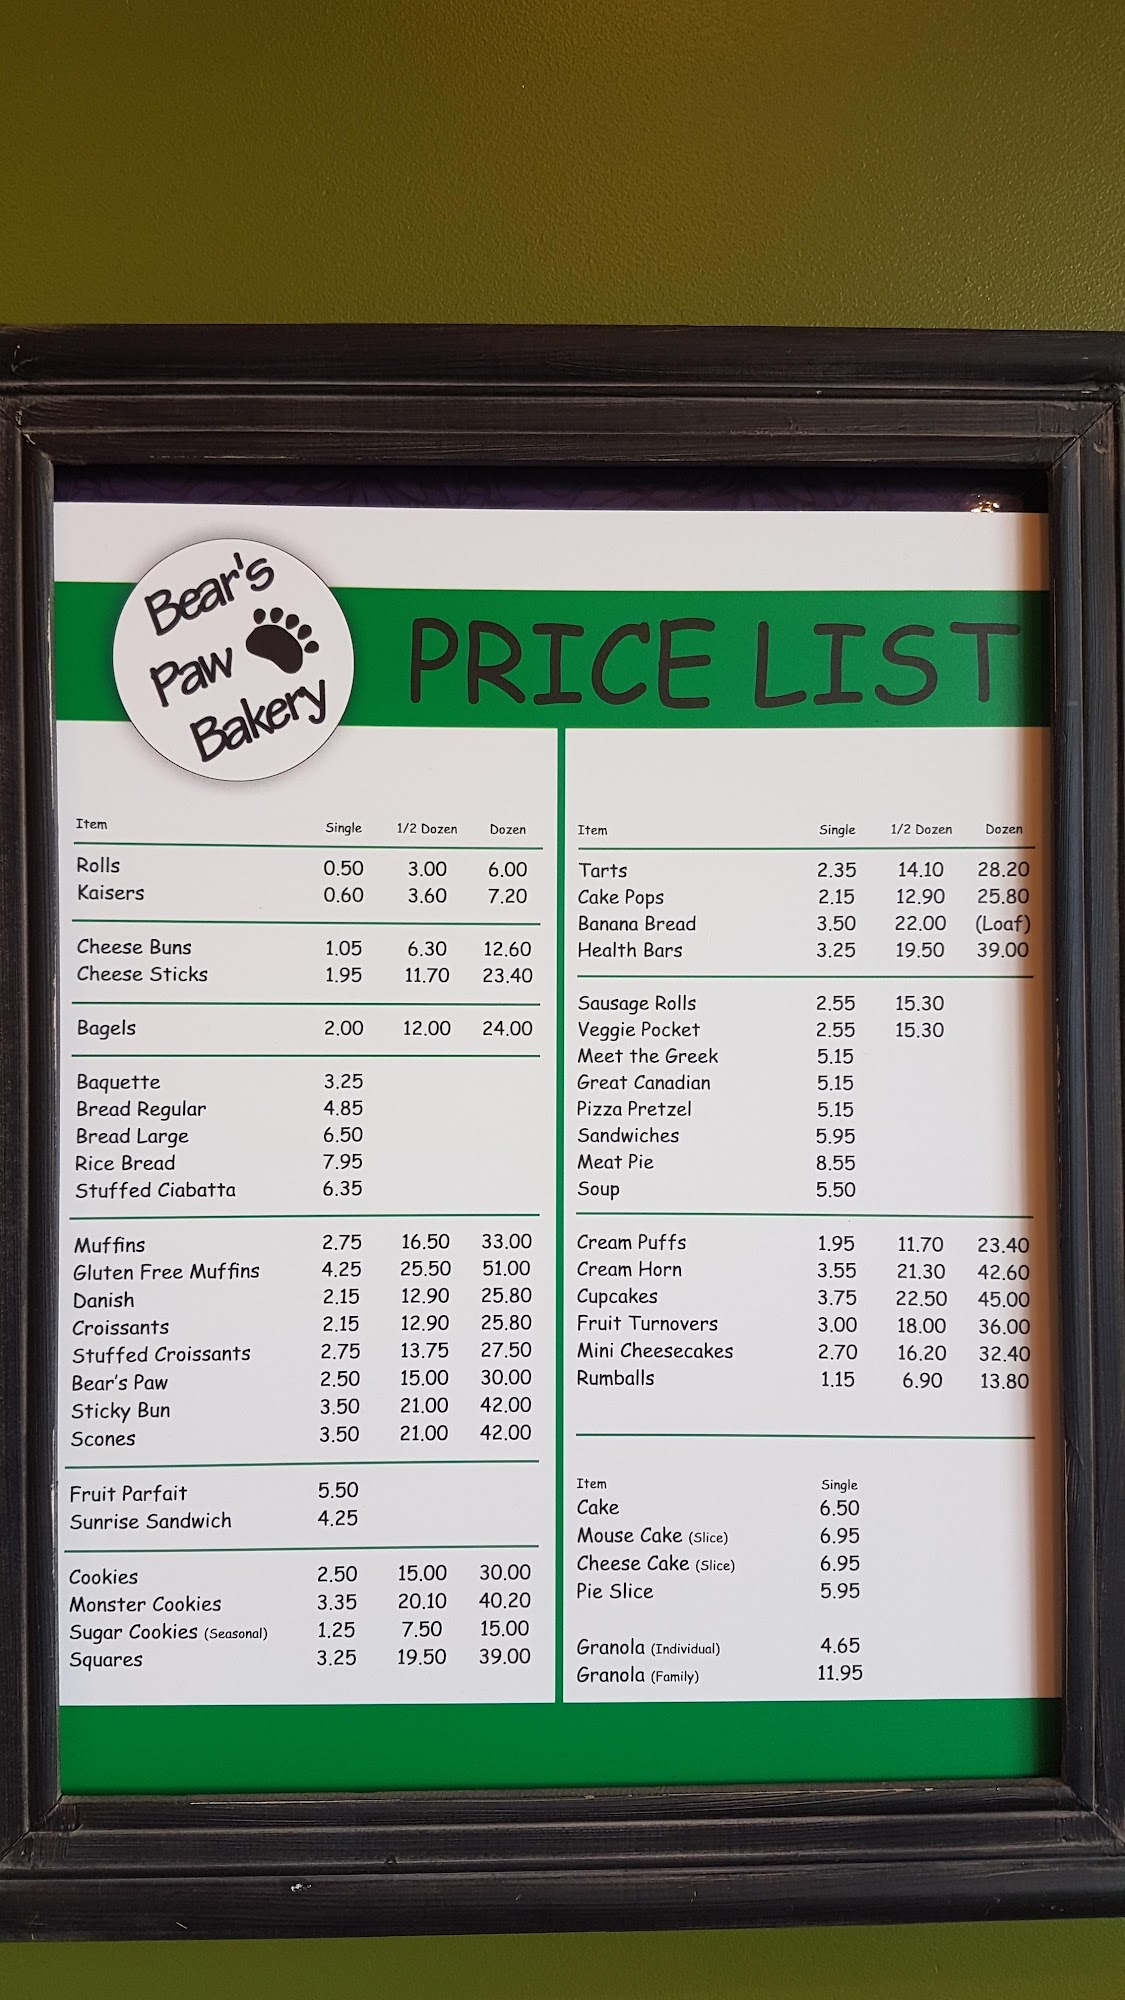 Bear's
Paw
Bakery
PRICE LIST
Item Single 1/2 Dozen Dozen
Rolls 0.50 3.00 6.00
Kaisers 0.60 3.60 7.20
Cheese Buns 1.05 6.30 12.60
Cheese Sticks 1.95 11.70 23.40
Bagels 2.00 12.00 24.00
Baquette 3.25
Bread Regular 4.85
Bread Large 6.50
Rice Bread 7.95
Stuffed Ciabatta 6.35
Muffins 2.75 16.50 33.00
Gluten Free Muffins 4.25 25.50 51.00
Danish 2.15 12.90 25.80
Croissants 2.15 12.90 25.80
Stuffed Croissants 2.75 13.75 27.50
Bear's Paw 2.50 15.00 30.00
Sticky Bun 3.50 21.00 42.00
Scones 3.50 21.00 42.00
Fruit Parfait 5.50
Sunrise Sandwich 4.25
Cookies 2.50 15.00 30.00
Monster Cookies 3.35 20.10 40.20
Sugar Cookies (Seasonal) 1.25 7.50 15.00
Squares 3.25 19.50 39.00
Item Single 1/2 Dozen Dozen
Tarts 2.35 14.10 28.20
Cake Pops 2.15 12.90 25.80
Banana Bread 3.50 22.00 (Loaf)
Health Bars 3.25 19.50 39.00
Sausage Rolls 2.55 15.30
Veggie Pocket 2.55 15.30
Meet the Greek 5.15
Great Canadian 5.15
Pizza Pretzel 5.15
Sandwiches 5.95
Meat Pie 8.55
Soup 5.50
Cream Puffs 1.95 11.70 23.40
Cream Horn 3.55 21.30 42.60
Cupcakes 3.75 22.50 45.00
Fruit Turnovers 3.00 18.00 36.00
Mini Cheesecakes 2.70 16.20 32.40
Rumballs 1.15 6.90 13.80
Item Single
Cake 6.50
Mouse Cake (Slice) 6.95
Cheese Cake (Slice) 6.95
Pie Slice 5.95
Granola (Individual) 4.65
Granola (Family) 11.95